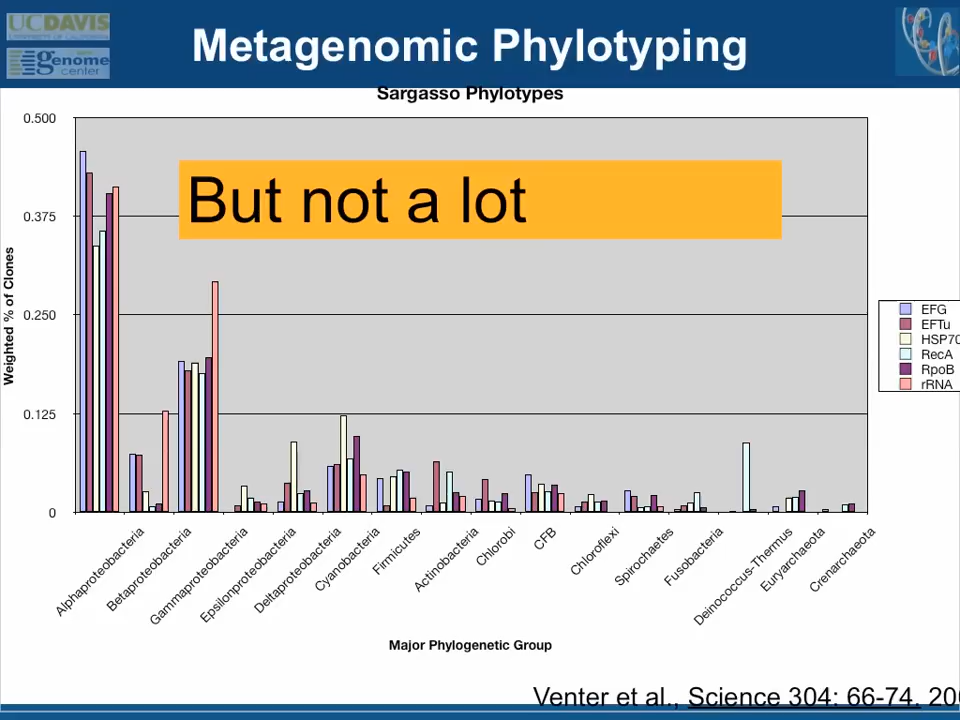 UC DAVIS
UNIVERSITY OF CALIFORNIA
genome
center
Metagenomic Phylotyping
Sargasso Phylotypes
0.500
But not a lot
0.375
0.250
0.125
0
Weighted % of Clones
EFG
EFTu
HSP70
RecA
RpoB
rRNA
Alphaproteobacteria
Betaproteobacteria
Gammaproteobacteria
Epsilonproteobacteria
Deltaproteobacteria
Cyanobacteria
Firmicutes
Actinobacteria
Chlorobi
CFB
Chloroflexi
Spirochaetes
Fusobacteria
Deinococcus-Thermus
Euryarchaeota
Crenarchaeota
Major Phylogenetic Group
Venter et al., Science 304: 66-74. 200